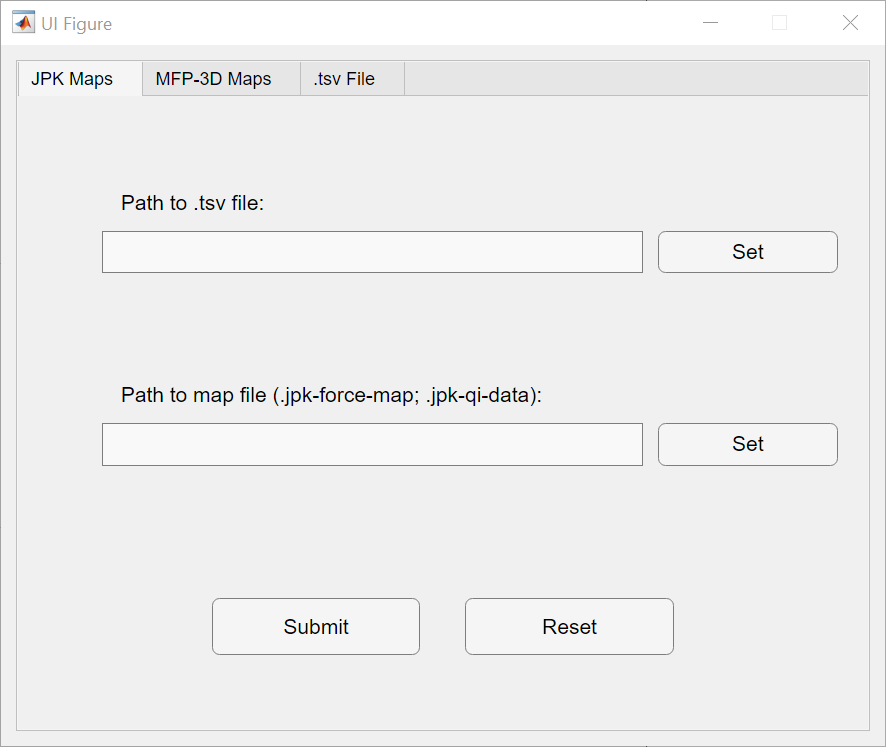 UI Figure
JPK Maps MFP-3D Maps .tsv File
Path to .tsv file:
Set
Path to map file (.jpk-force-map; .jpk-qi-data):
Set
Submit Reset